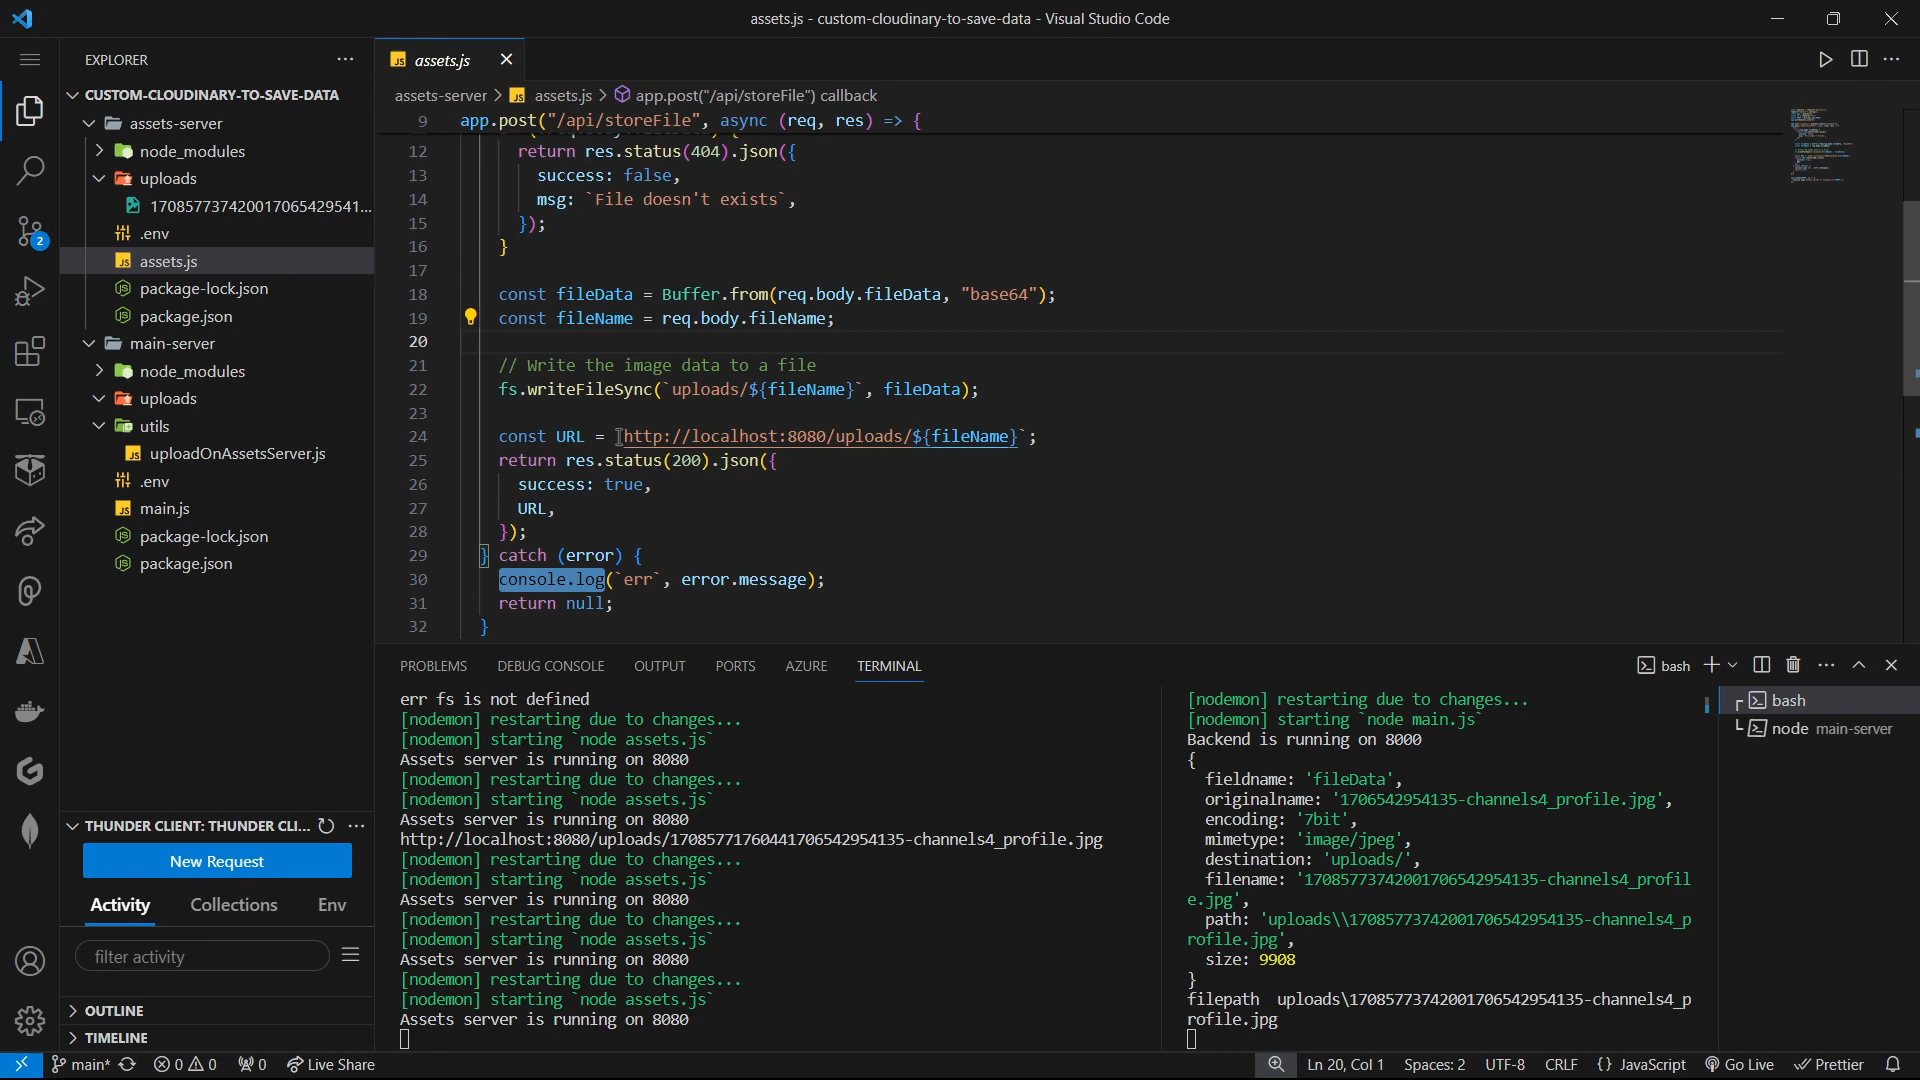 assets.js - custom-cloudinary-to-save-data - Visual Studio Code
EXPLORER
CUSTOM-CLOUDINARY-TO-SAVE-DATA
assets-server
node_modules
uploads
170857737420017065429541...
.env
assets.js
package-lock.json
package.json
main-server
node_modules
uploads
utils
uploadOnAssetsServer.js
.env
main.js
package-lock.json
package.json
2
THUNDER CLIENT: THUNDER CLI...
New Request
Activity Collections Env
filter activity
OUTLINE
TIMELINE
JS assets.js
assets-server > JS assets.js > app.post("/api/storeFile") callback
9 app.post("/api/storeFile", async (req, res) => {
12 return res.status(404).json({
13 success: false,
14 msg: `File doesn't exists`,
15 });
16 }
17
18 const fileData = Buffer.from(req.body.fileData, "base64");
19 const fileName = req.body.fileName;
20
21 // Write the image data to a file
22 fs.writeFileSync(`uploads/${fileName}`, fileData);
23
24 const URL = `http://localhost:8080/uploads/${fileName}`;
25 return res.status(200).json({
26 success: true,
27 URL,
28 });
29 } catch (error) {
30 console.log(`err`, error.message);
31 return null;
32 }
PROBLEMS DEBUG CONSOLE OUTPUT PORTS AZURE TERMINAL
bash
err fs is not defined
[nodemon] restarting due to changes...
[nodemon] starting `node assets.js`
Assets server is running on 8080
[nodemon] restarting due to changes...
[nodemon] starting `node assets.js`
Assets server is running on 8080
http://localhost:8080/uploads/17085771760441706542954135-channels4_profile.jpg
[nodemon] restarting due to changes...
[nodemon] starting `node assets.js`
Assets server is running on 8080
[nodemon] restarting due to changes...
[nodemon] starting `node assets.js`
Assets server is running on 8080
[nodemon] restarting due to changes...
[nodemon] starting `node assets.js`
Assets server is running on 8080
[nodemon] restarting due to changes...
[nodemon] starting `node main.js`
Backend is running on 8000
{
fieldname: 'fileData',
originalname: '1706542954135-channels4_profile.jpg',
encoding: '7bit',
mimetype: 'image/jpeg',
destination: 'uploads/',
filename: '17085773742001706542954135-channels4_profil
e.jpg',
path: 'uploads\\17085773742001706542954135-channels4_p
rofile.jpg',
size: 9908
}
filepath uploads\17085773742001706542954135-channels4_p
rofile.jpg
bash
node main-server
main* 0 0 0 Live Share
Ln 20, Col 1 Spaces: 2 UTF-8 CRLF {} JavaScript Go Live Prettier